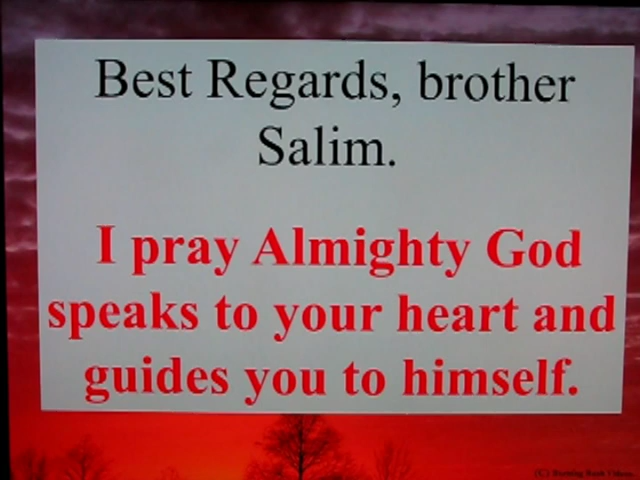 Best Regards, brother
Salim.
I pray Almighty God
speaks to your heart and
guides you to himself.